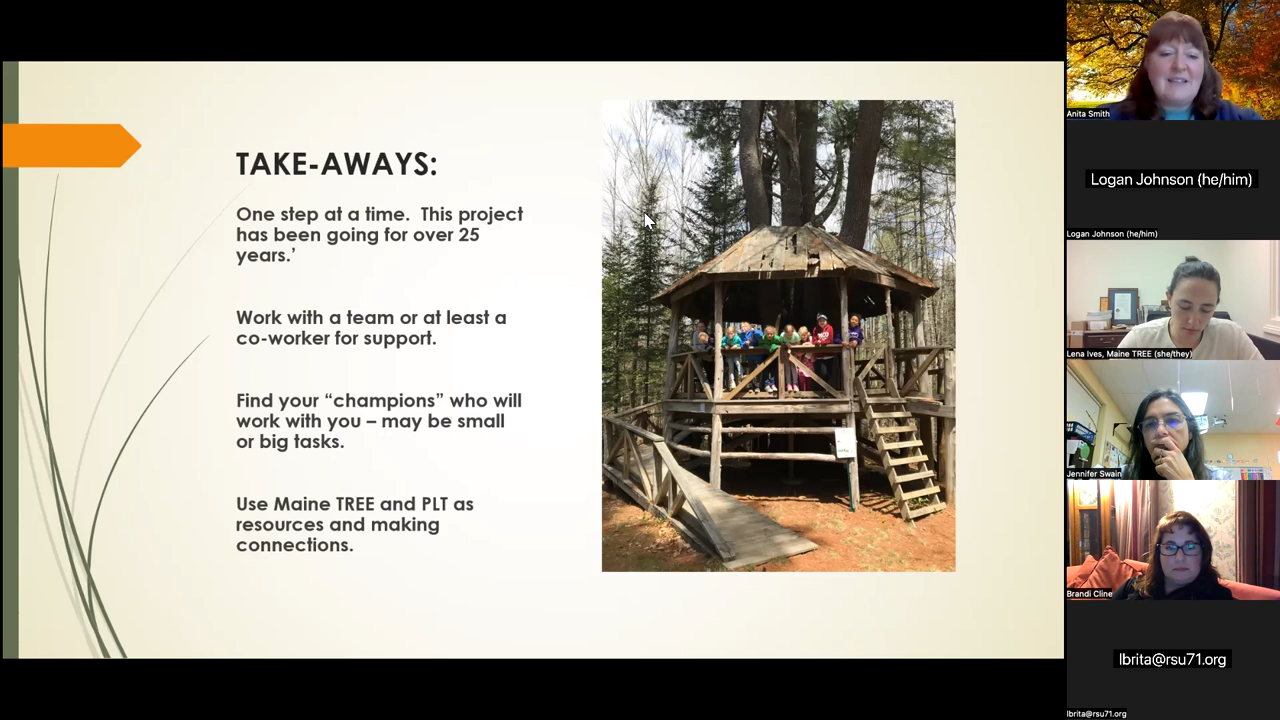 TAKE-AWAYS:
One step at a time.  This project
has been going for over 25
years.’
Work with a team or at least a
co-worker for support.
Find your “champions” who will
work with you – may be small
or big tasks.
Use Maine TREE and PLT as
resources and making
connections.
Anita Smith
Logan Johnson (he/him)
Logan Johnson (he/him)
Lena Ives, Maine TREE (she/they)
Jennifer Swain
Brandi Cline
lbrita@rsu71.org
lbrita@rsu71.org